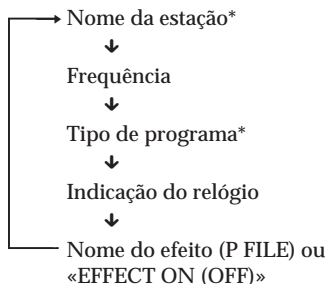 Nome da estação*
Frequência
Tipo de programa*
Indicação do relógio
Nome do efeito (P FILE) ou
«EFFECT ON (OFF)»